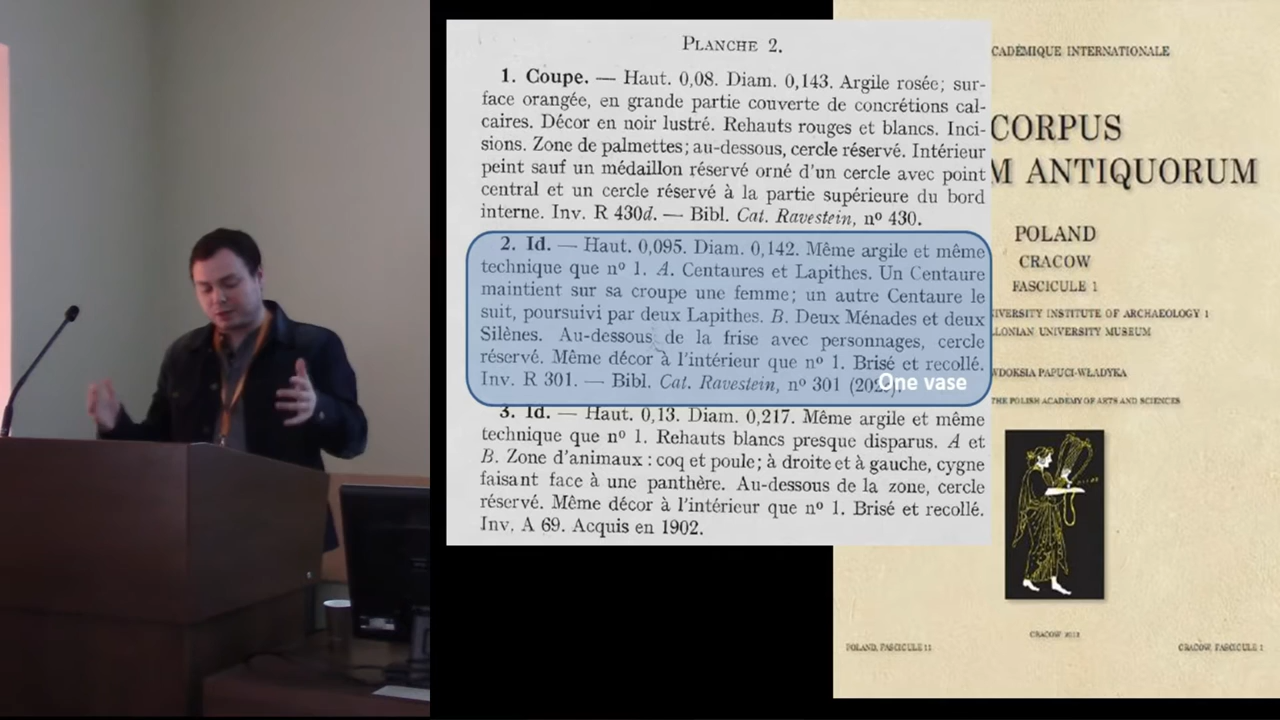 PLANCHE 2.
1. Coupe. — Haut. 0,08. Diam. 0,143. Argile rosée; sur-
face orangée, en grande partie couverte de concrétions cal-
caires. Décor en noir lustré. Rehauts rouges et blancs. Inci-
sions. Zone de palmettes; au-dessous, cercle réservé. Intérieur
peint sauf un médaillon réservé orné d'un cercle avec point
central et un cercle réservé à la partie supérieure du bord
interne. Inv. R 430d. — Bibl. Cat. Ravestein, nº 430.
2. Id. — Haut. 0,095. Diam. 0,142. Même argile et même
technique que nº 1. A. Centaures et Lapithes. Un Centaure
maintient sur sa croupe une femme; un autre Centaure le
suit, poursuivi par deux Lapithes. B. Deux Ménades et deux
Silènes. Au-dessous de la frise avec personnages, cercle
réservé. Même décor à l'intérieur que nº 1. Brisé et recollé.
Inv. R 301. — Bibl. Cat. Ravestein, nº 301
One vase
3. Id. — Haut. 0,13. Diam. 0,217. Même argile et même
technique que nº 1. Rehauts blancs presque disparus. A et
B. Zone d'animaux : coq et poule; à droite et à gauche, cygne
faisant face à une panthère. Au-dessous de la zone, cercle
réservé. Même décor à l'intérieur que nº 1. Brisé et recollé.
Inv. A 69. Acquis en 1902.
CADÉMIQUE INTERNATIONALE
CORPUS
M ANTIQUORUM
POLAND
CRACOW
FASCICULE 1
IVERSITY INSTITUTE OF ARCHAEOLOGY 1
LLONIAN UNIVERSITY MUSEUM
WDOKSIA PAPUCI-WŁADYKA
THE POLISH ACADEMY OF ARTS AND SCIENCES
CRACOW
POLAND, FASCICULE 11
CRACOW, FASCICULE 1